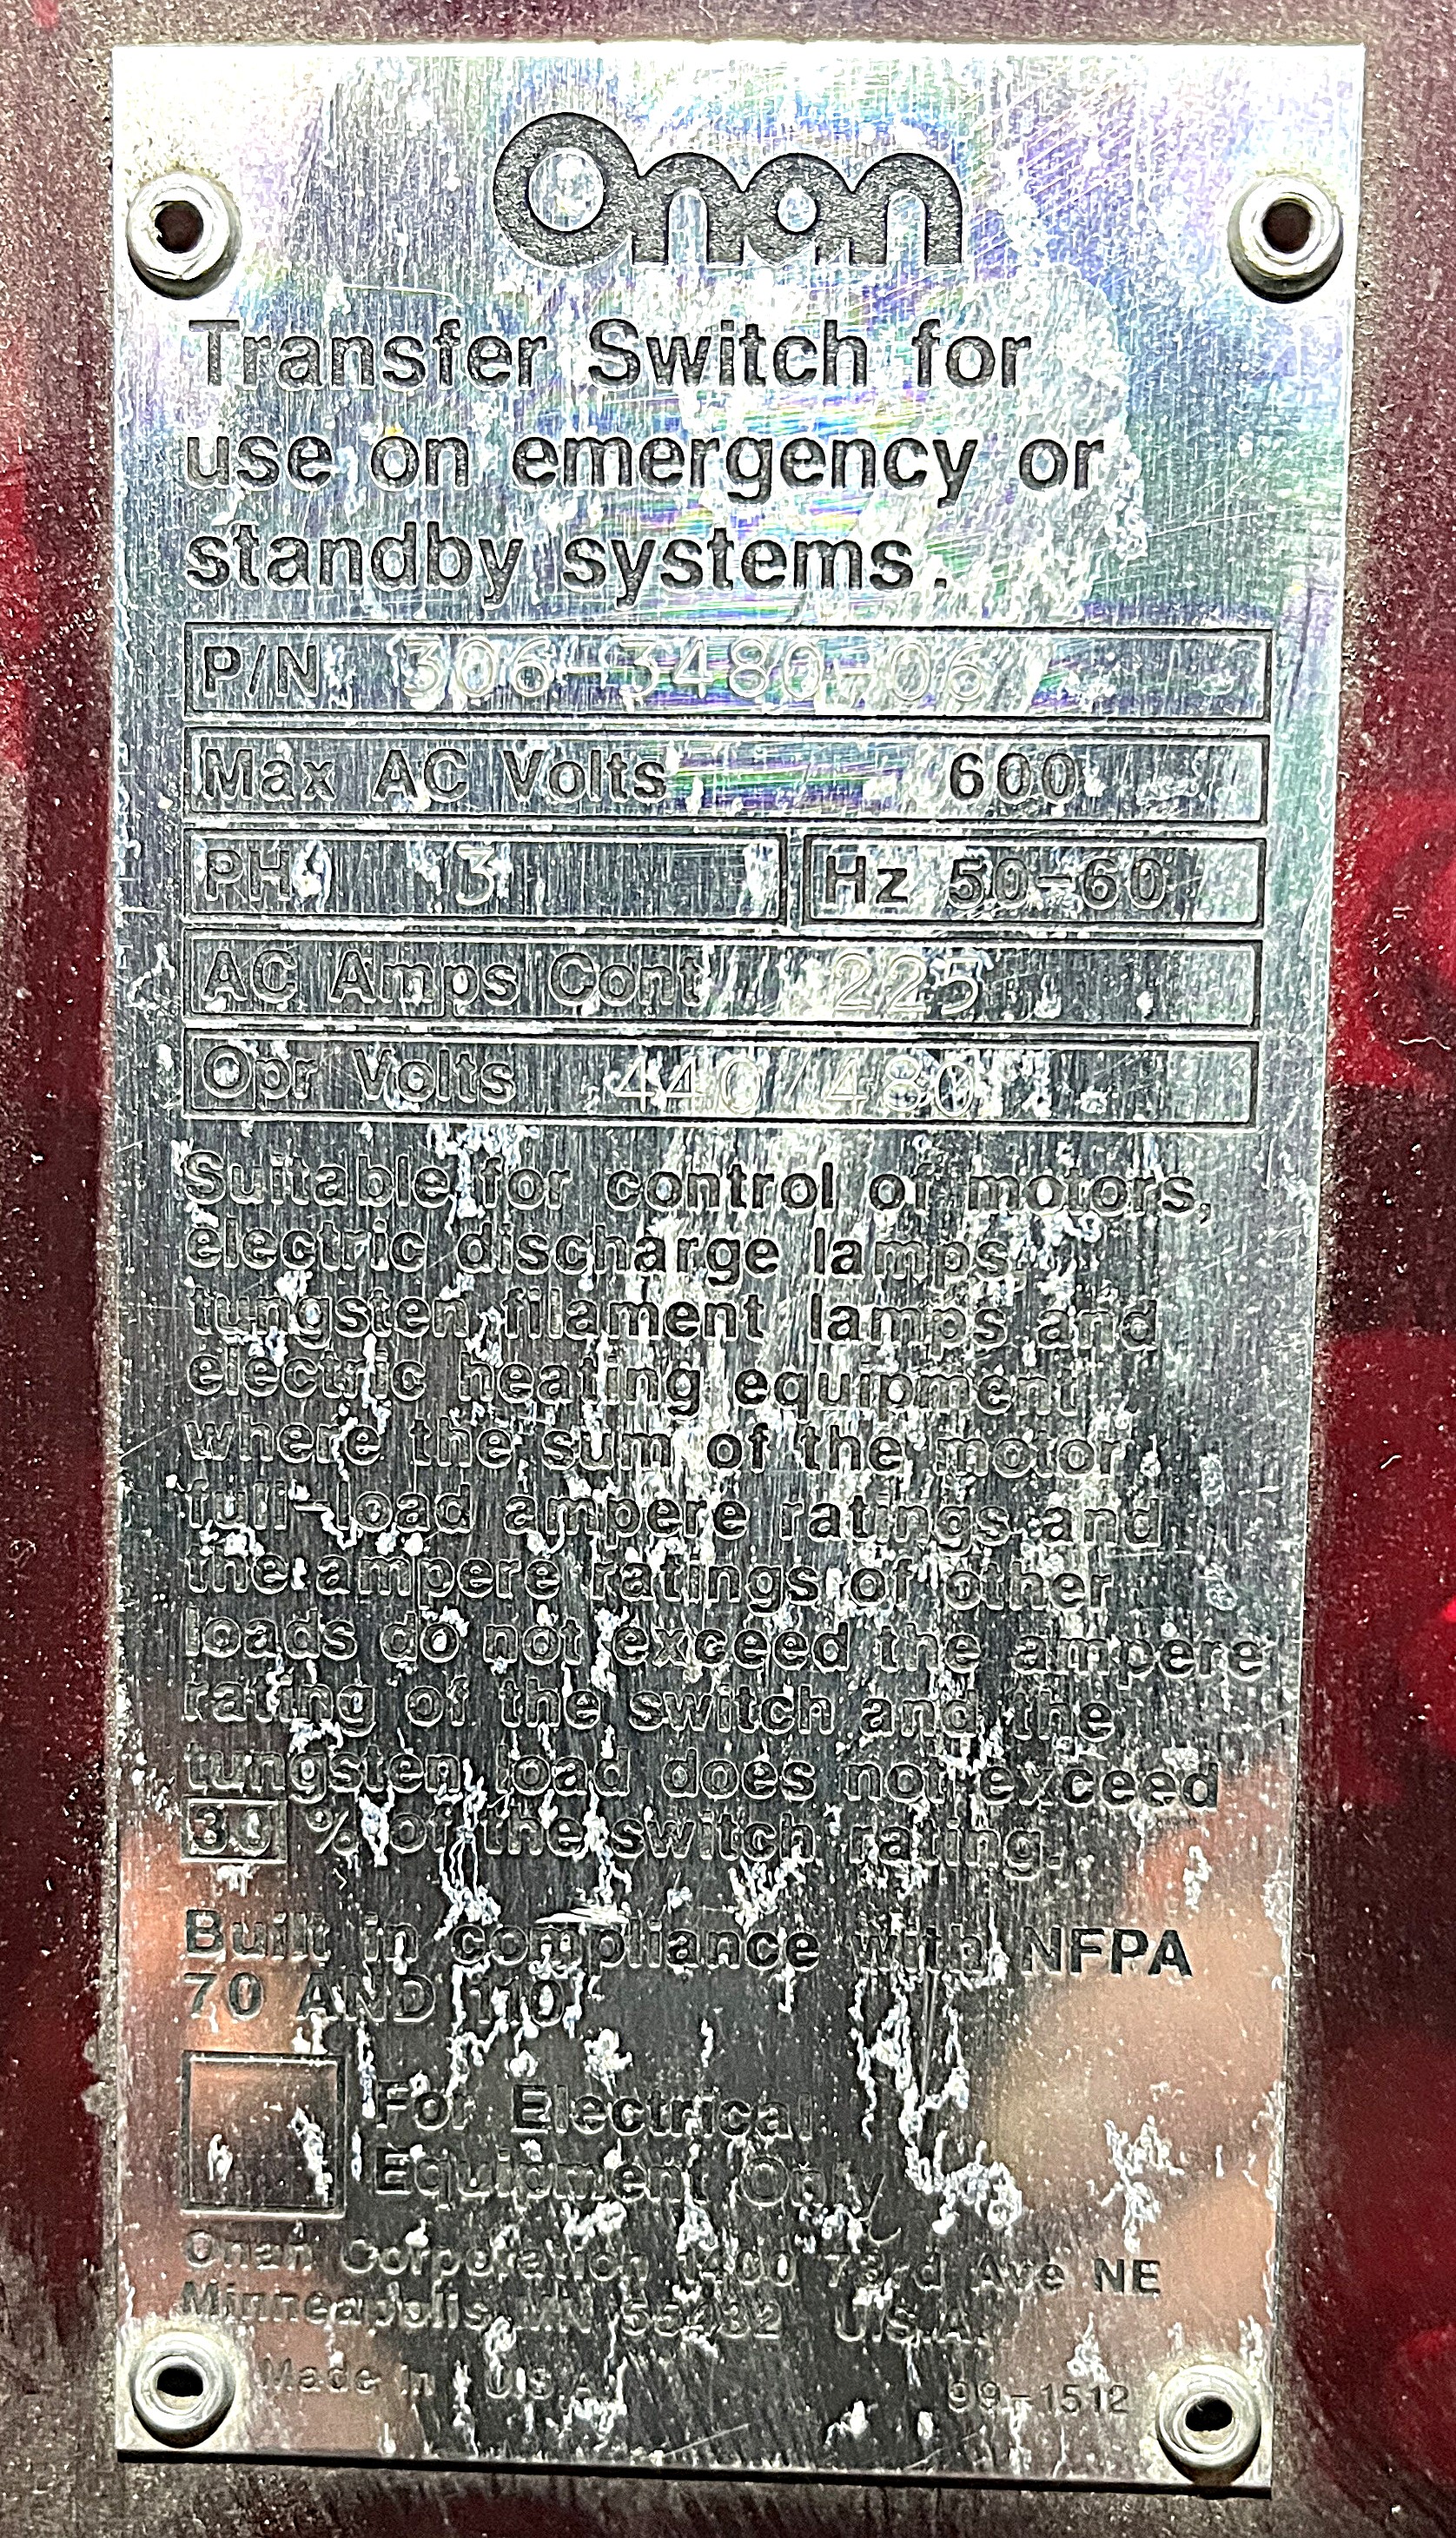 Onan
Transfer Switch for
use on emergency or
standby systems.
P/N 306-3480-06
Max AC Volts 600
PH 3 Hz 50-60
AC Amps Cont 225
Opr Volts 440/480
Suitable for control of motors,
electric discharge lamps,
tungsten filament lamps and
electric heating equipment
where the sum of the motor
full-load ampere ratings and
the ampere ratings of other
loads do not exceed the ampere
rating of the switch and the
tungsten load does not exceed
30 % of the switch rating.
Built in compliance with NFPA
70 AND 110
For Electrical
Equipment Only
Onan Corporation 1400 73rd Ave NE
Minneapolis, MN 55432 U.S.A.
Made in U.S.A. 99-1512